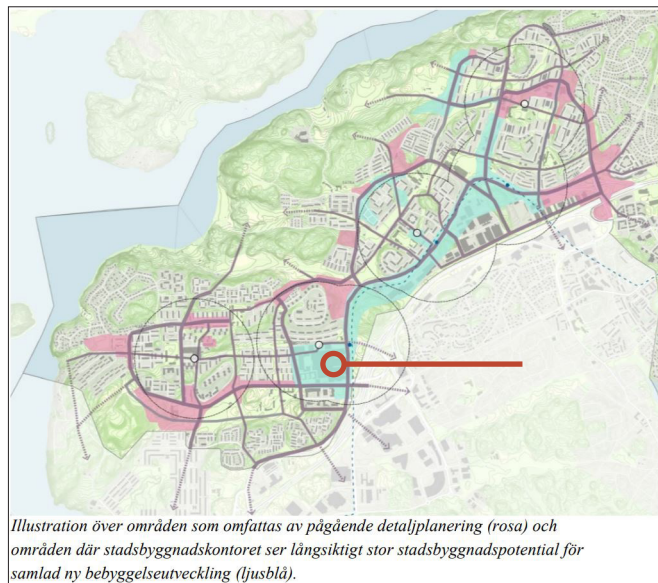 Illustration över områden som omfattas av pågående detaljplanering (rosa) och
områden där stadsbyggnadskontoret ser långsiktigt stor stadsbyggnadspotential för
samlad ny bebyggelseutveckling (ljusblå).